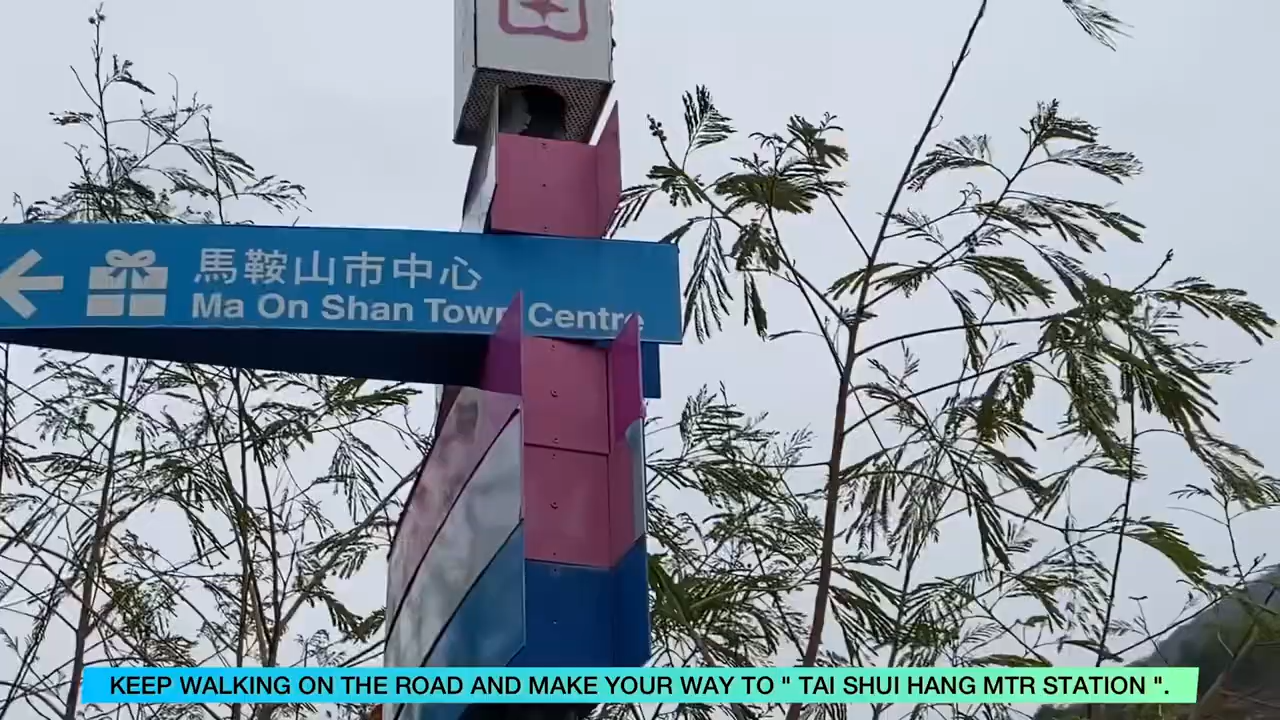 馬鞍山市中心
Ma On Shan Town Centre
KEEP WALKING ON THE ROAD AND MAKE YOUR WAY TO " TAI SHUI HANG MTR STATION ".